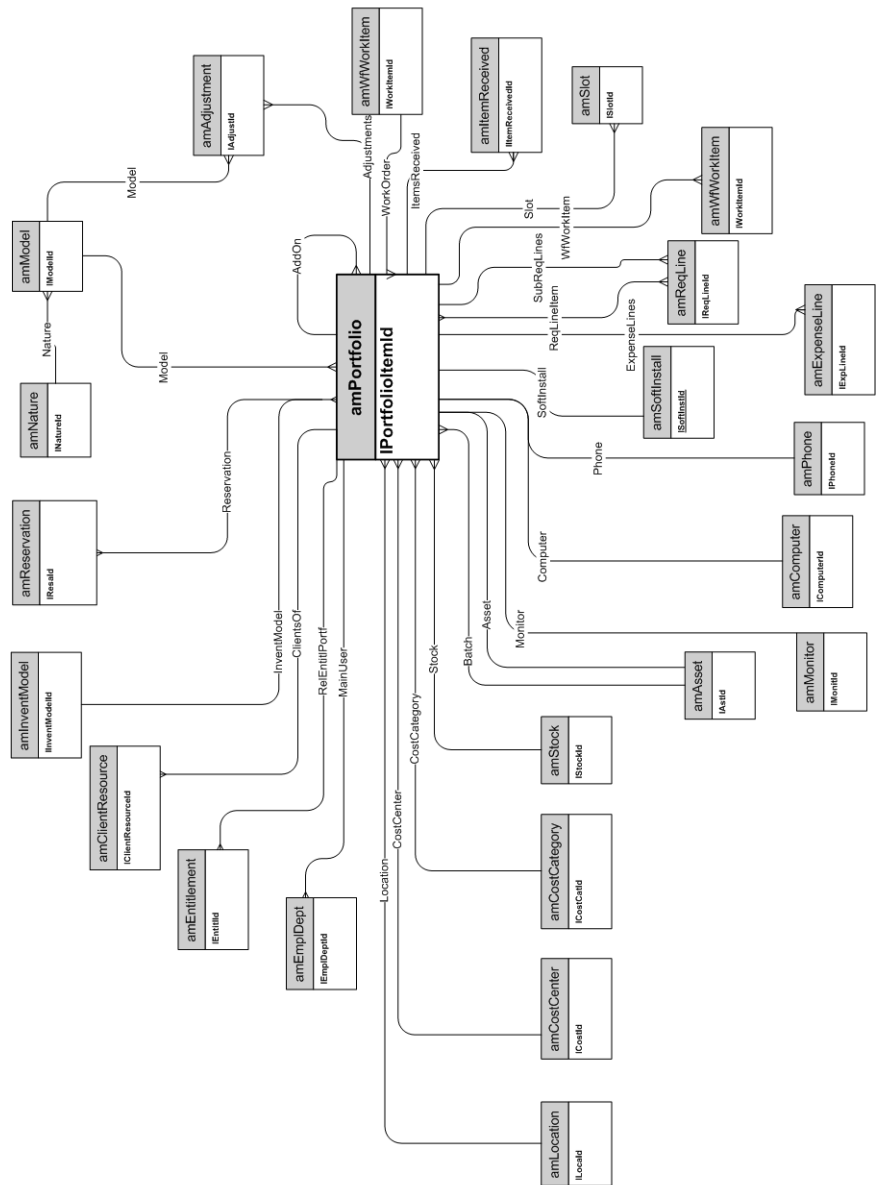 amLocation
lLocaId
amCostCenter
lCostId
amCostCategory
lCostCatId
amStock
lStockId
amEmplDept
lEmplDeptId
amEntitlement
lEntitlId
amClientResource
lClientResourceId
amInventModel
lInventModelId
amReservation
lResaId
amNature
lNatureId
amModel
lModelId
amAdjustment
lAdjustId
Nature
Model
Model
Reservation
InventModel
ClientsOf
RelEntitlPortf
MainUser
AddOn
amPortfolio
lPortfolioItemId
Adjustments
WorkOrder
ItemsReceived
amWfWorkItem
lWorkItemId
amItemReceived
lItemReceivedId
Slot
amSlot
lSlotId
WfWorkItem
amWfWorkItem
lWorkItemId
SubReqLines
ReqLineItem
amReqLine
lReqLineId
ExpenseLines
amExpenseLine
lExpLineId
SoftInstall
amSoftInstall
lSoftInstId
Phone
amPhone
lPhoneId
Computer
amComputer
lComputerId
Monitor
amMonitor
lMonitId
Asset
Batch
amAsset
lAstId
Stock
CostCategory
CostCenter
Location